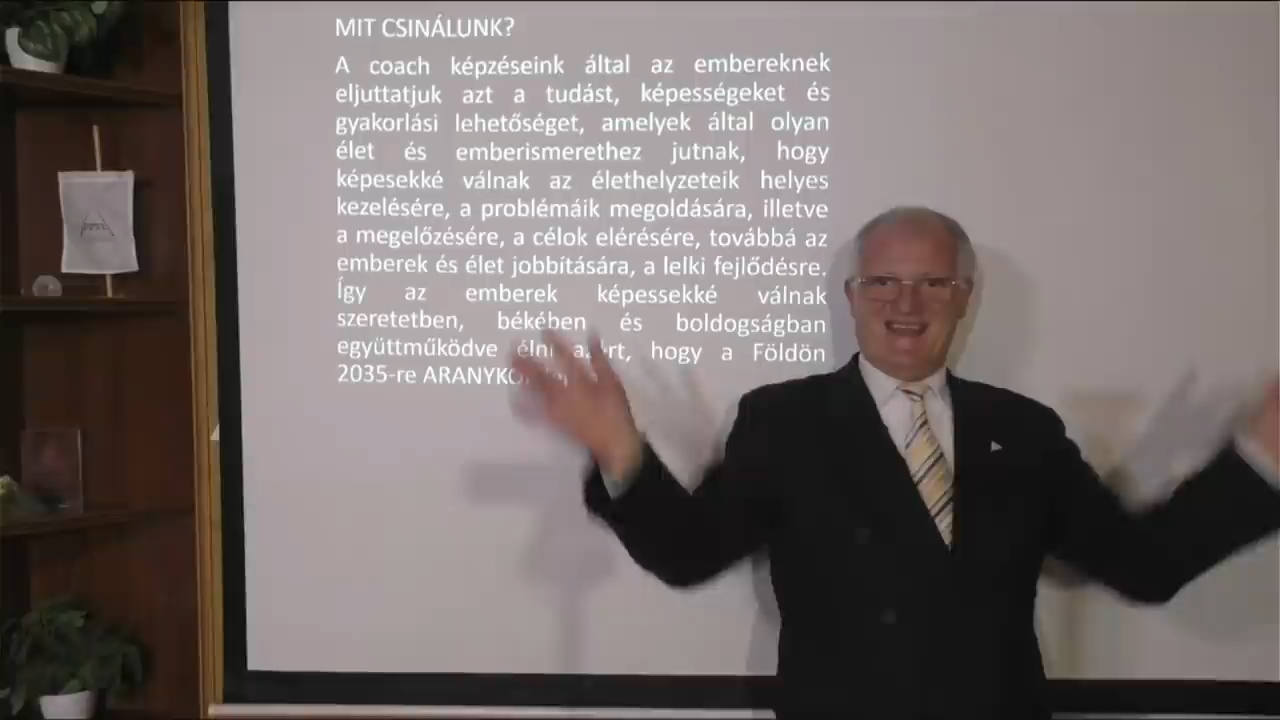 MIT CSINÁLUNK?
A coach képzéseink által az embereknek
eljuttatjuk azt a tudást, képességeket és
gyakorlási lehetőséget, amelyek által olyan
élet és emberismerethez jutnak, hogy
képesekké válnak az élethelyzeteik helyes
kezelésére, a problémáik megoldására, illetve
a megelőzésére, a célok elérésére, továbbá az
emberek és élet jobbítására, a lelki fejlődésre.
Így az emberek képessekké válnak
szeretetben, békében és boldogságban
együttműködve élni azért, hogy a Földön
2035-re